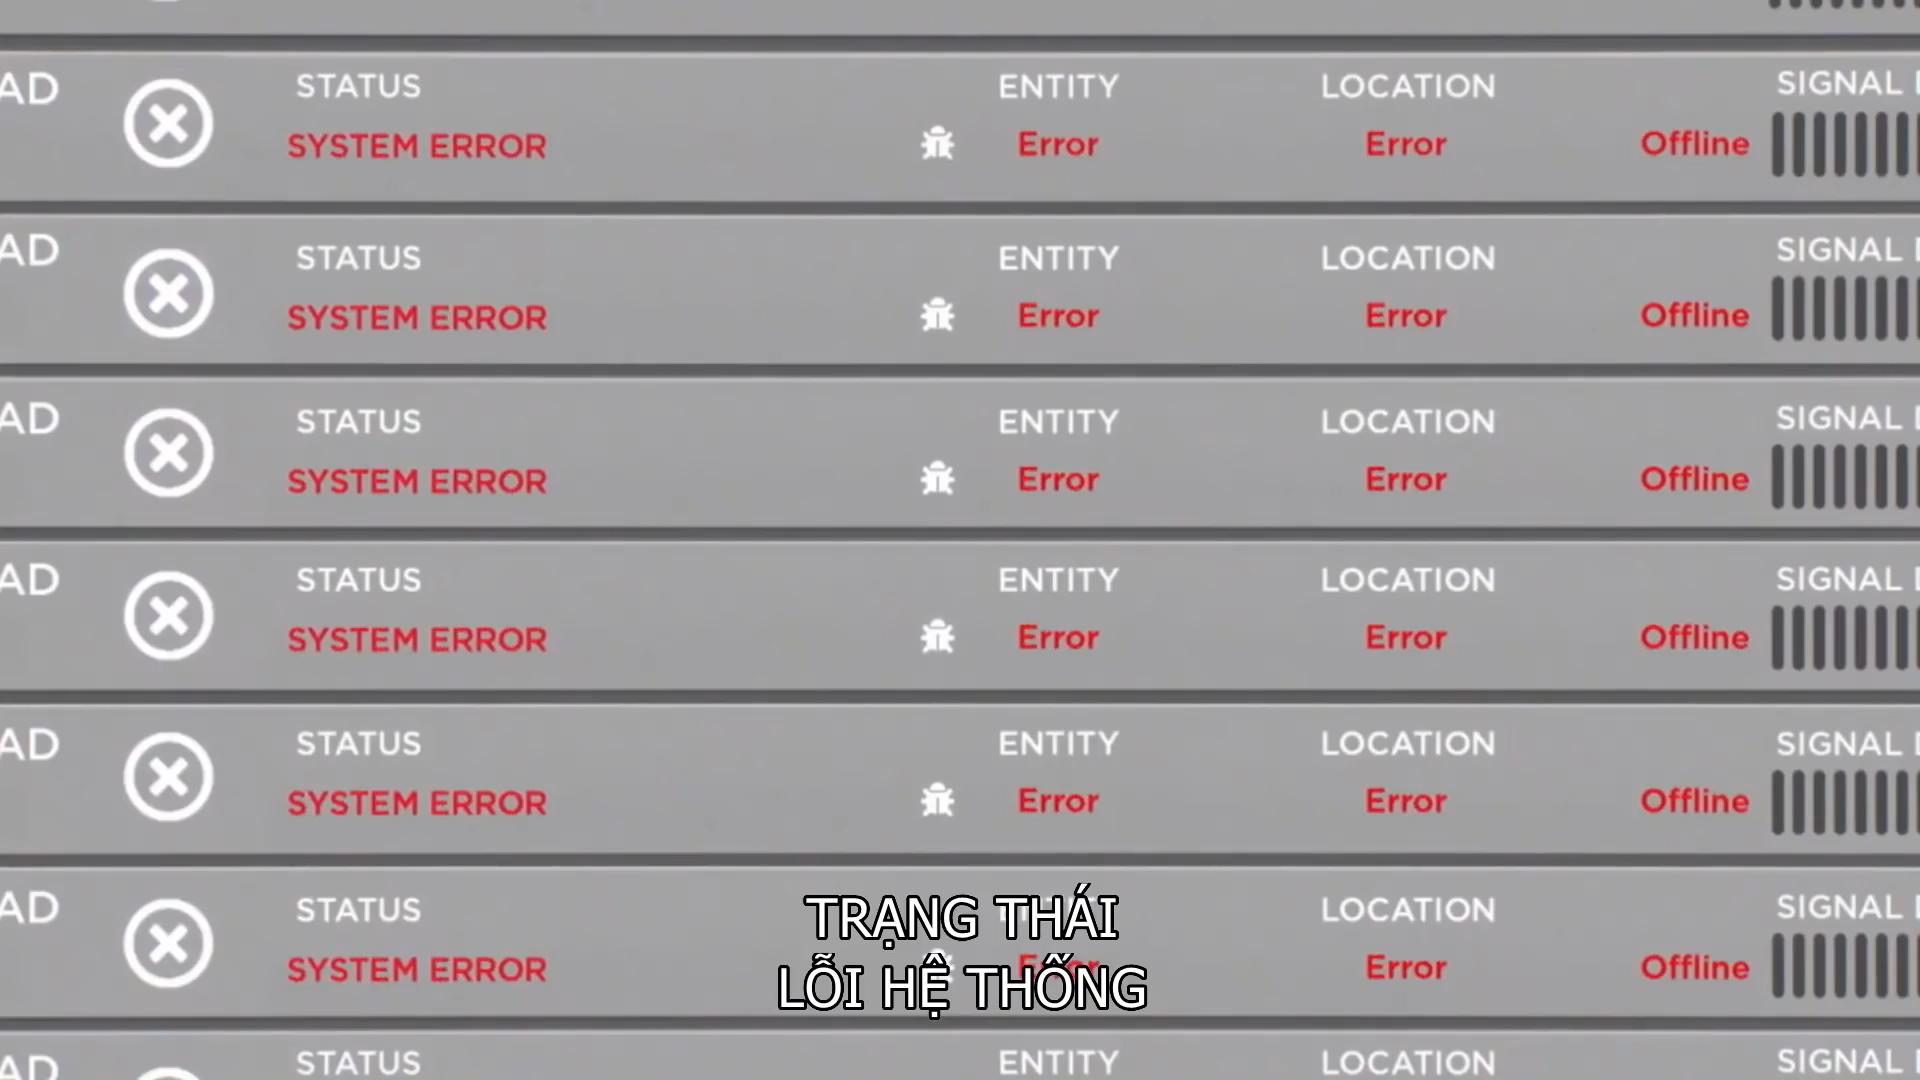 AD STATUS ENTITY LOCATION SIGNAL
SYSTEM ERROR Error Error Offline
AD STATUS ENTITY LOCATION SIGNAL
SYSTEM ERROR Error Error Offline
AD STATUS ENTITY LOCATION SIGNAL
SYSTEM ERROR Error Error Offline
AD STATUS ENTITY LOCATION SIGNAL
SYSTEM ERROR Error Error Offline
AD STATUS ENTITY LOCATION SIGNAL
SYSTEM ERROR Error Error Offline
AD STATUS LOCATION SIGNAL
SYSTEM ERROR Error Error Offline
TRẠNG THÁI
LỖI HỆ THỐNG
AD STATUS ENTITY LOCATION SIGNAL